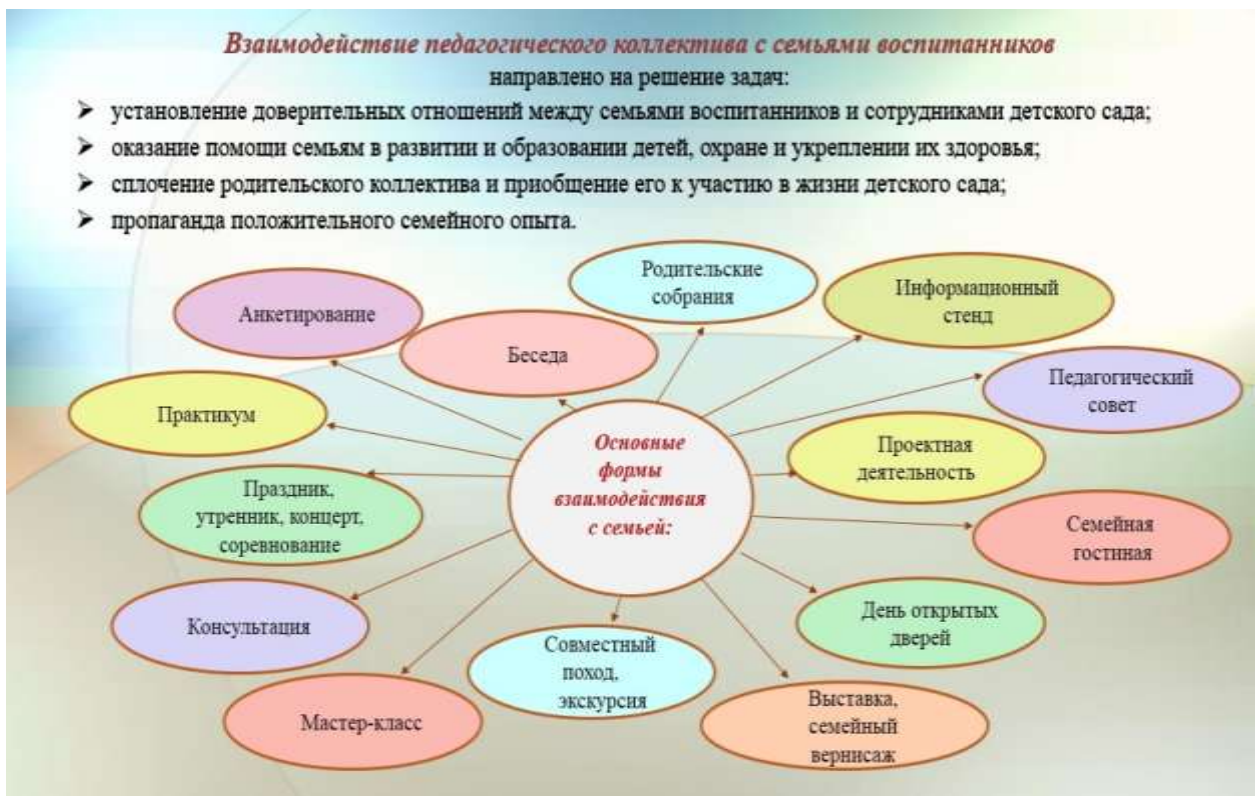 Взаимодействие педагогического коллектива с семьями воспитанников
направлено на решение задач:
➢ установление доверительных отношений между семьями воспитанников и сотрудниками детского сада;
➢ оказание помощи семьям в развитии и образовании детей, охране и укреплении их здоровья;
➢ сплочение родительского коллектива и приобщение его к участию в жизни детского сада;
➢ пропаганда положительного семейного опыта.
Родительские
собрания
Информационный
стенд
Анкетирование
Беседа
Педагогический
совет
Практикум
Основные
формы
взаимодействия
с семьей:
Проектная
деятельность
Праздник,
утренник, концерт,
соревнование
Семейная
гостиная
Консультация
День открытых
дверей
Совместный
поход,
экскурсия
Мастер-класс
Выставка,
семейный
вернисаж